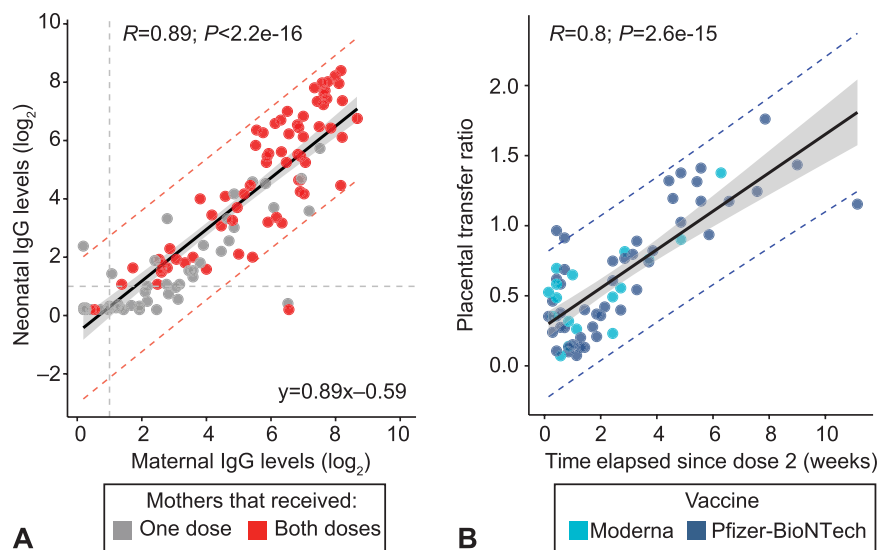 R=0.89; P<2.2e-16
Neonatal IgG levels (log2)
10
8
6
4
2
0
–2
y=0.89x–0.59
0 2 4 6 8 10
Maternal IgG levels (log2)
A
Mothers that received:
One dose Both doses
R=0.8; P=2.6e-15
Placental transfer ratio
2.0
1.5
1.0
0.5
0.0
0 2 4 6 8 10
Time elapsed since dose 2 (weeks)
B
Vaccine
Moderna Pfizer-BioNTech